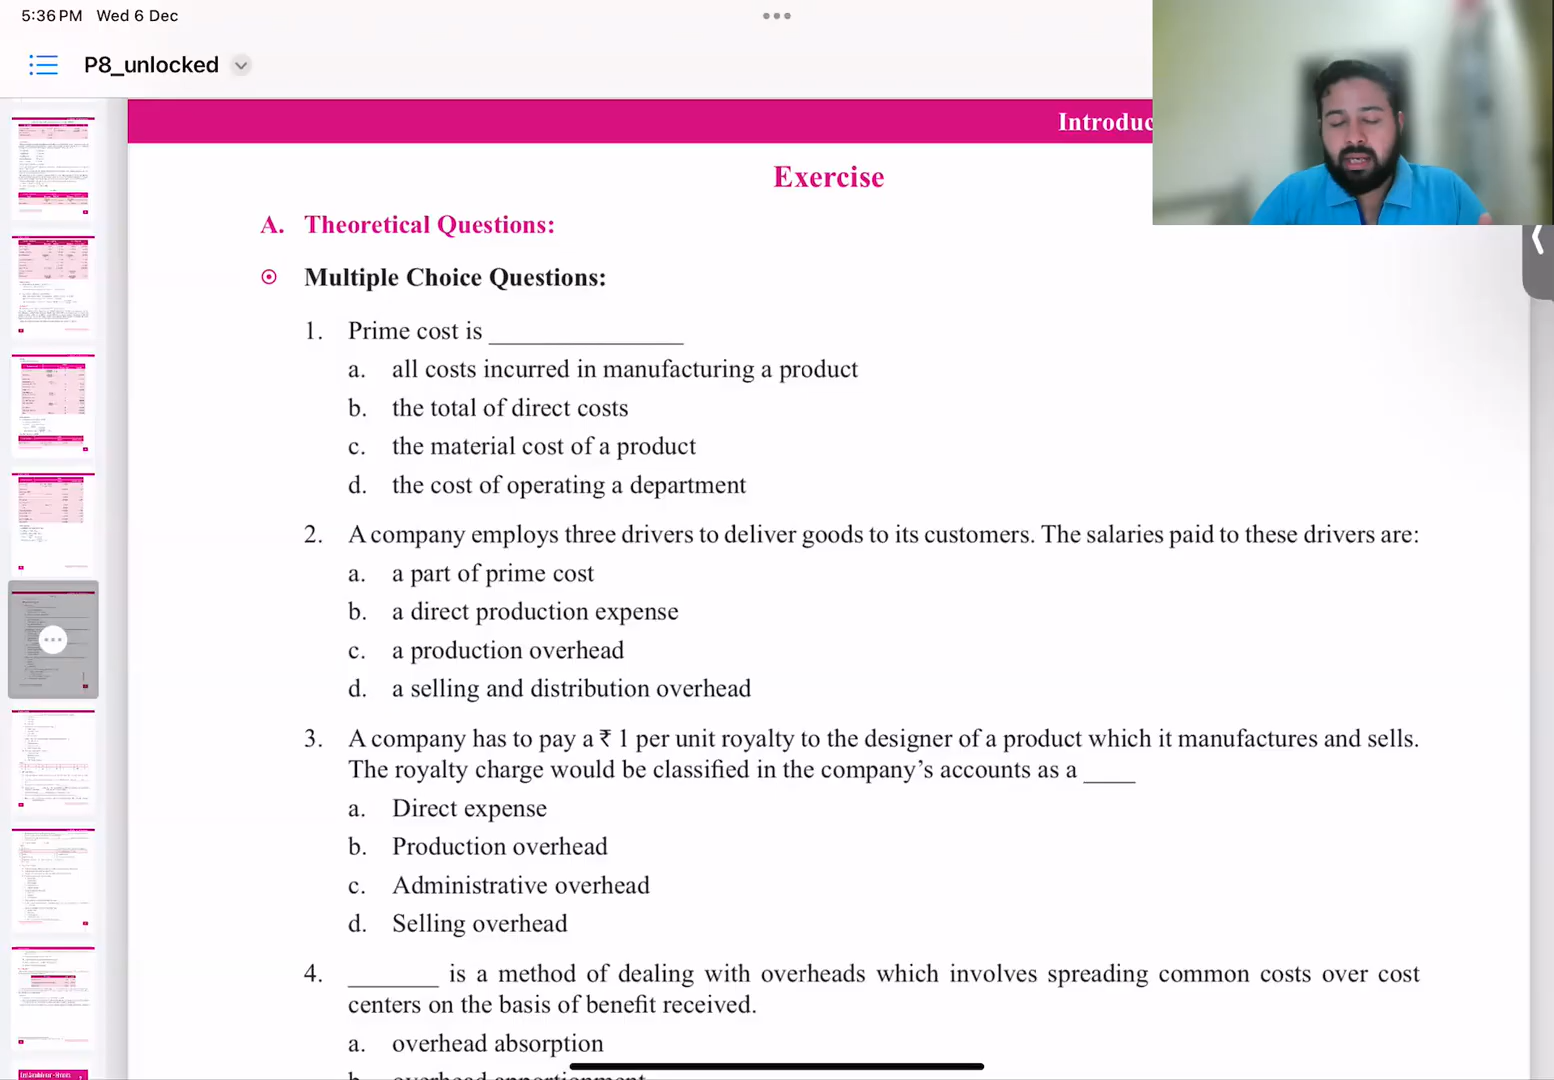 5:36 PM Wed 6 Dec
P8_unlocked
Introduc
Exercise
A. Theoretical Questions:
Multiple Choice Questions:
1. Prime cost is _______________
a. all costs incurred in manufacturing a product
b. the total of direct costs
c. the material cost of a product
d. the cost of operating a department
2. A company employs three drivers to deliver goods to its customers. The salaries paid to these drivers are:
a. a part of prime cost
b. a direct production expense
c. a production overhead
d. a selling and distribution overhead
3. A company has to pay a ₹ 1 per unit royalty to the designer of a product which it manufactures and sells.
The royalty charge would be classified in the company’s accounts as a ____
a. Direct expense
b. Production overhead
c. Administrative overhead
d. Selling overhead
4. _______ is a method of dealing with overheads which involves spreading common costs over cost
centers on the basis of benefit received.
a. overhead absorption
b. overhead apportionment